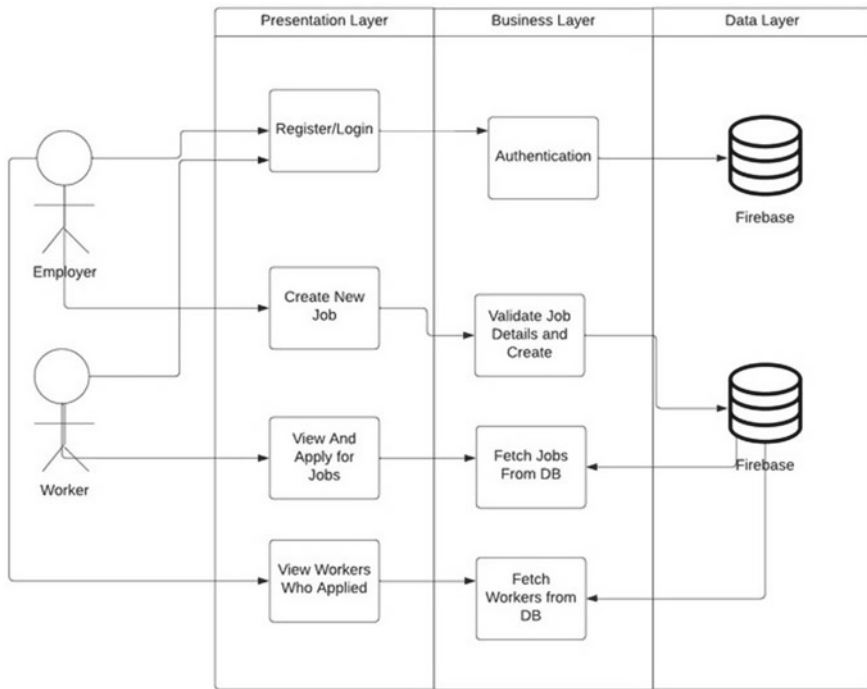 Presentation Layer
Business Layer
Data Layer
Register/Login
Authentication
Firebase
Employer
Create New
Job
Validate Job
Details and
Create
Firebase
Worker
View And
Apply for
Jobs
Fetch Jobs
From DB
View Workers
Who Applied
Fetch
Workers from
DB